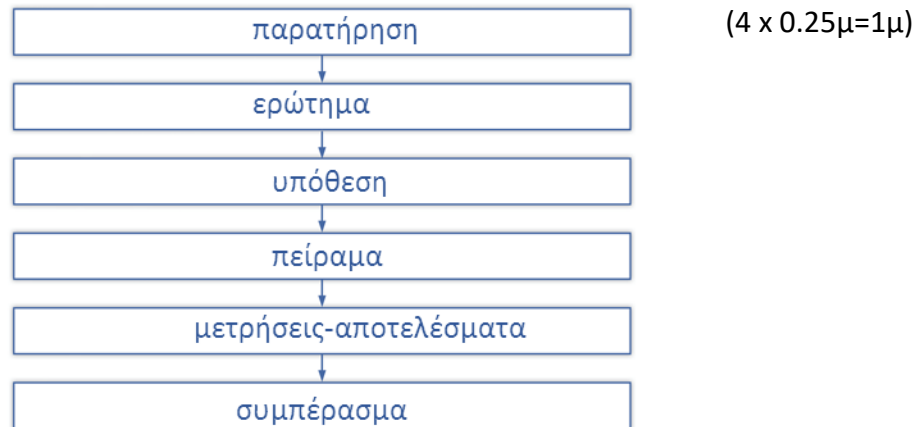 παρατήρηση
(4 x 0.25μ=1μ)
ερώτημα
υπόθεση
πείραμα
μετρήσεις-αποτελέσματα
συμπέρασμα